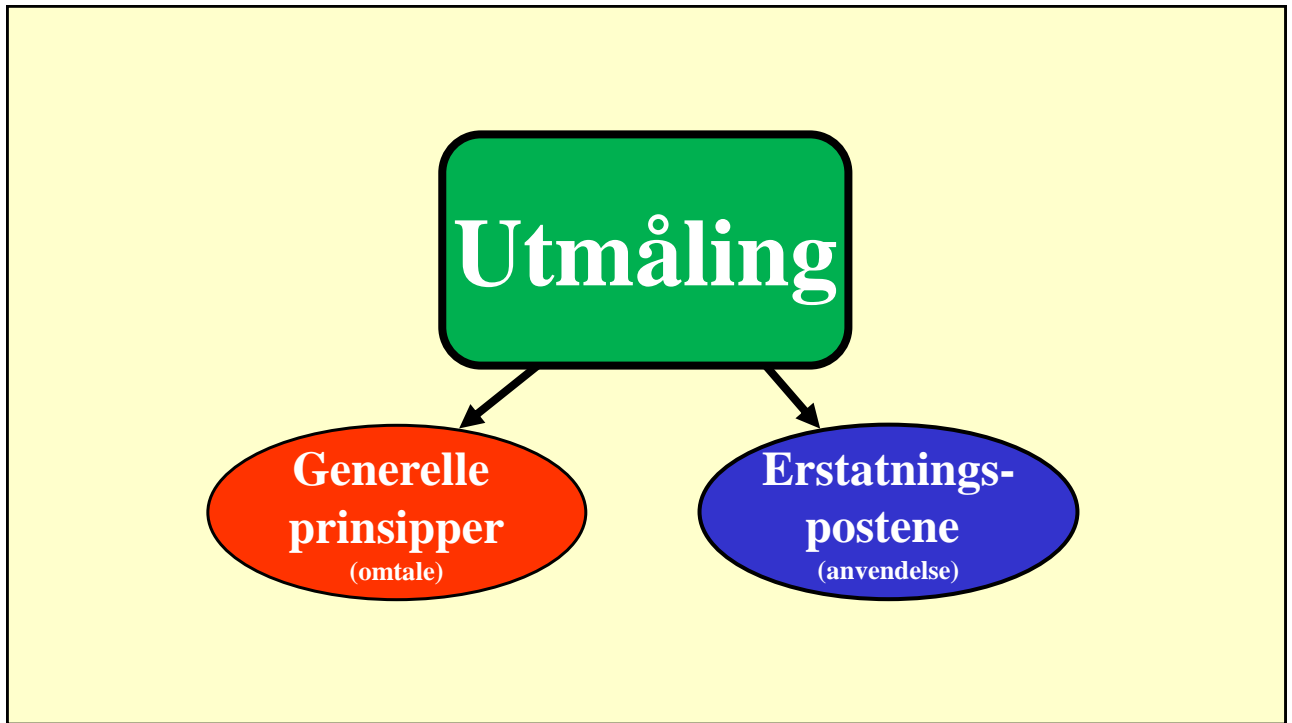 Utmåling
Generelle
prinsipper
(omtale)
Erstatnings-
postene
(anvendelse)